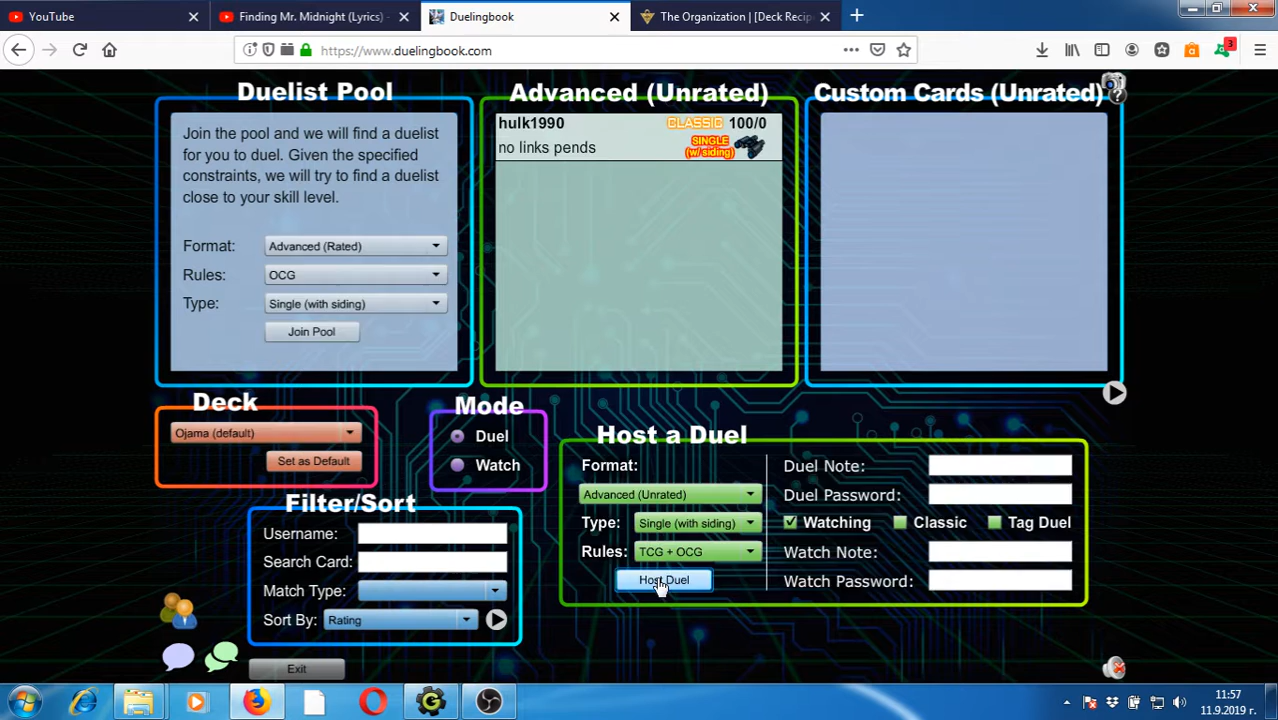 YouTube
Finding Mr. Midnight (Lyrics) -
Duelingbook
The Organization | [Deck Recip
https://www.duelingbook.com
3
Duelist Pool
Join the pool and we will find a duelist
for you to duel. Given the specified
constraints, we will try to find a duelist
close to your skill level.
Format: Advanced (Rated)
Rules: OCG
Type: Single (with siding)
Join Pool
Advanced (Unrated)
hulk1990 CLASSIC 100/0
no links pends SINGLE
(w/ siding)
Custom Cards (Unrated)
?
Deck
Ojama (default)
Set as Default
Mode
Duel
Watch
Filter/Sort
Username:
Search Card:
Match Type:
Sort By: Rating
Exit
Host a Duel
Format:
Advanced (Unrated)
Type: Single (with siding)
Rules: TCG + OCG
Host Duel
Duel Note:
Duel Password:
Watching Classic Tag Duel
Watch Note:
Watch Password:
11:57
11.9.2019 г.